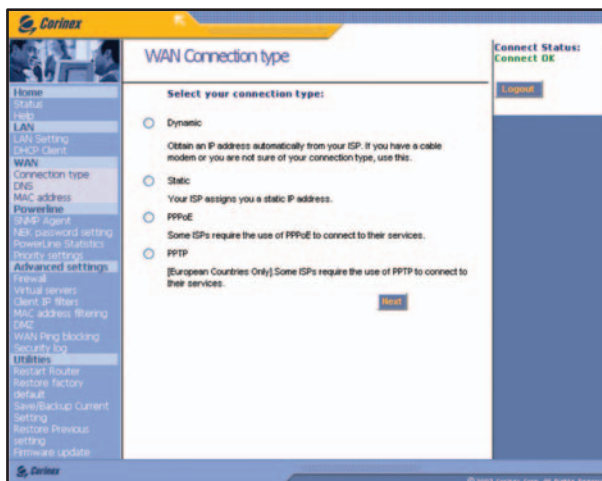 Corinex
WAN Connection type
Connect Status:
Connect OK
Logout
Home
Status
Help
LAN
LAN Setting
DHCP Client
WAN
Connection type
DNS
MAC address
Powerline
SNMP Agent
NEK password setting
PowerLine Statistics
Priority settings
Advanced settings
Firewall
Virtual servers
Client IP filters
MAC address filtering
DMZ
WAN Ping blocking
Security log
Utilities
Restart Router
Restore factory
default
Save/Backup Current
Setting
Restore Previous
setting
Firmware update
Select your connection type:
Dynamic
Obtain an IP address automatically from your ISP. If you have a cable
modem or you are not sure of your connection type, use this.
Static
Your ISP assigns you a static IP address.
PPPoE
Some ISPs require the use of PPPoE to connect to their services.
PPTP
[European Countries Only].Some ISPs require the use of PPTP to connect to
their services.
Next
Corinex